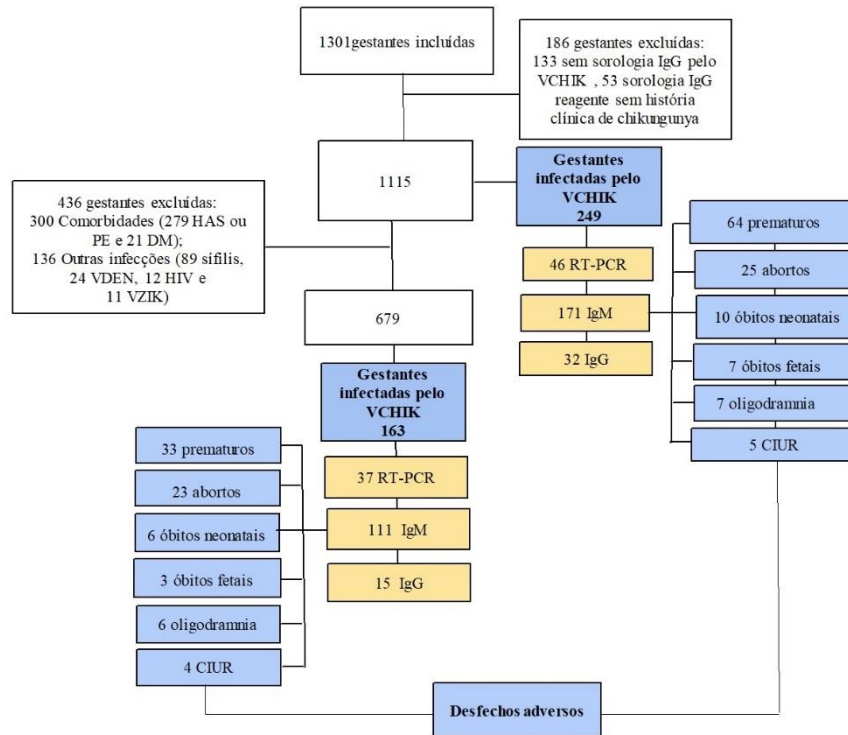 1301gestantes incluídas
186 gestantes excluídas:
133 sem sorologia IgG pelo
VCHIK , 53 sorologia IgG
reagente sem história
clínica de chikungunya
1115
Gestantes
infectadas pelo
VCHIK
249
436 gestantes excluídas:
300 Comorbidades (279 HAS ou
PE e 21 DM);
136 Outras infecções (89 sífilis,
24 VDEN, 12 HIV e
11 VZIK)
46 RT-PCR
171 IgM
32 IgG
64 prematuros
25 abortos
10 óbitos neonatais
7 óbitos fetais
7 oligodramnia
5 CIUR
679
Gestantes
infectadas pelo
VCHIK
163
37 RT-PCR
111 IgM
15 IgG
33 prematuros
23 abortos
6 óbitos neonatais
3 óbitos fetais
6 oligodramnia
4 CIUR
Desfechos adversos